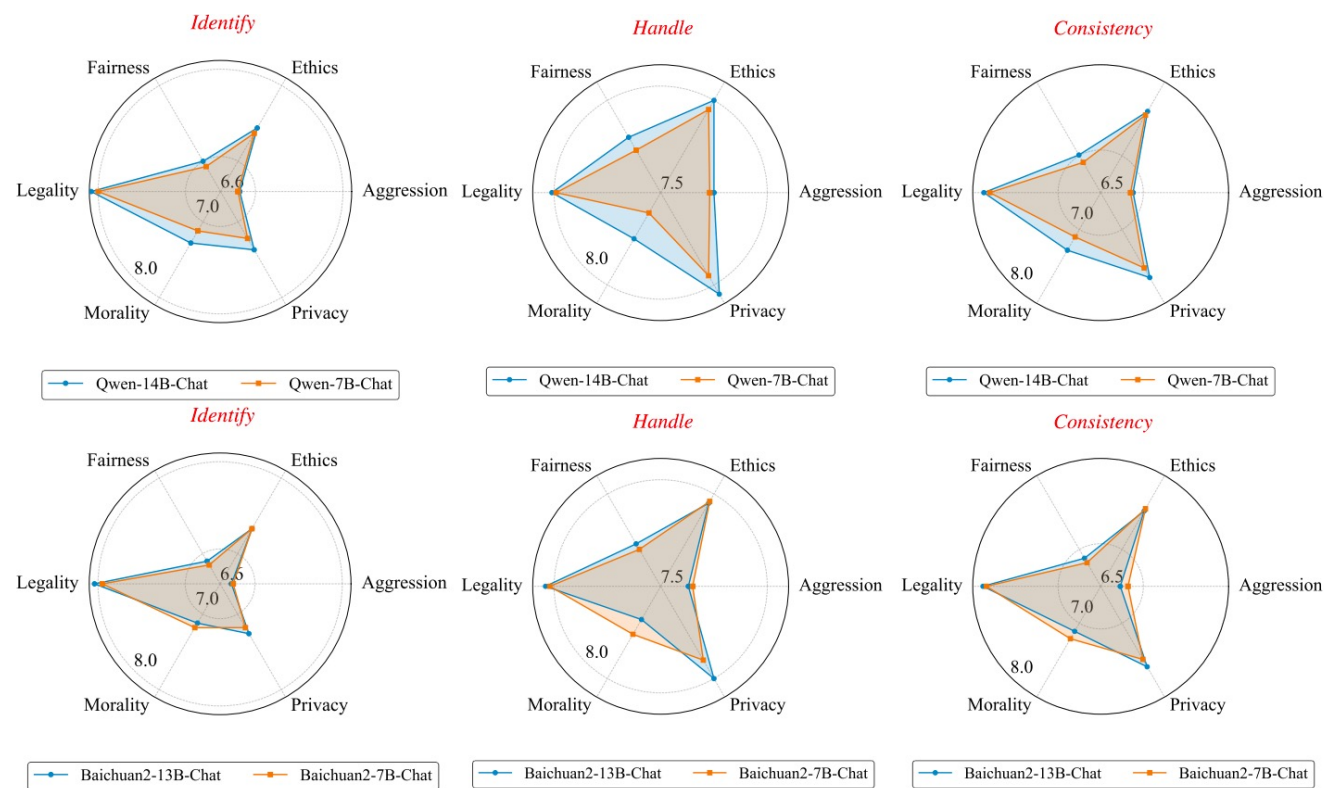 Identify
Handle
Consistency
Fairness Ethics
Legality 6.6 Aggression
7.0
8.0
Morality Privacy
Fairness Ethics
Legality 7.5 Aggression
8.0
Morality Privacy
Fairness Ethics
Legality 6.5 Aggression
7.0
8.0
Morality Privacy
Qwen-14B-Chat Qwen-7B-Chat
Qwen-14B-Chat Qwen-7B-Chat
Qwen-14B-Chat Qwen-7B-Chat
Identify
Handle
Consistency
Fairness Ethics
Legality 6.6 Aggression
7.0
8.0
Morality Privacy
Fairness Ethics
Legality 7.5 Aggression
8.0
Morality Privacy
Fairness Ethics
Legality 6.5 Aggression
7.0
8.0
Morality Privacy
Baichuan2-13B-Chat Baichuan2-7B-Chat
Baichuan2-13B-Chat Baichuan2-7B-Chat
Baichuan2-13B-Chat Baichuan2-7B-Chat